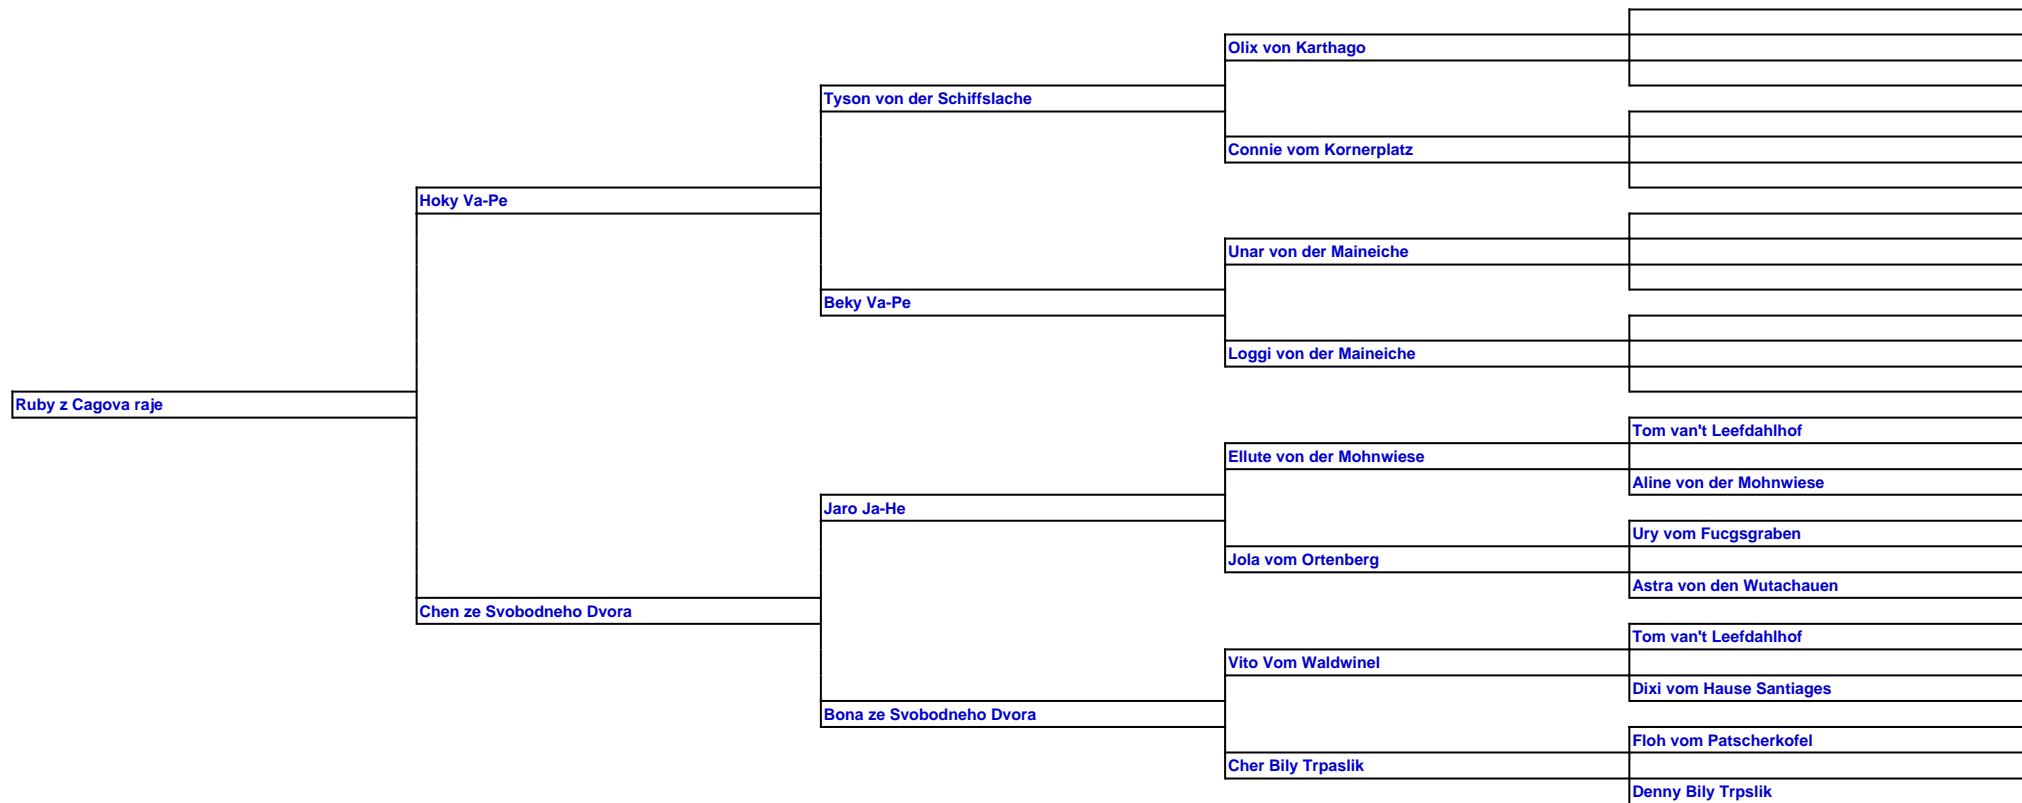 Olix von Karthago
Tyson von der Schiffslache
Connie vom Kornerplatz
Hoky Va-Pe
Unar von der Maineiche
Beky Va-Pe
Loggi von der Maineiche
Ruby z Cagova raje
Tom van't Leefdahlhof
Ellute von der Mohnwiese
Aline von der Mohnwiese
Jaro Ja-He
Ury vom Fucgsgraben
Jola vom Ortenberg
Astra von den Wutachauen
Chen ze Svobodneho Dvora
Tom van't Leefdahlhof
Vito Vom Waldwinel
Dixi vom Hause Santiages
Bona ze Svobodneho Dvora
Floh vom Patscherkofel
Cher Bily Trpaslik
Denny Bily Trpslik